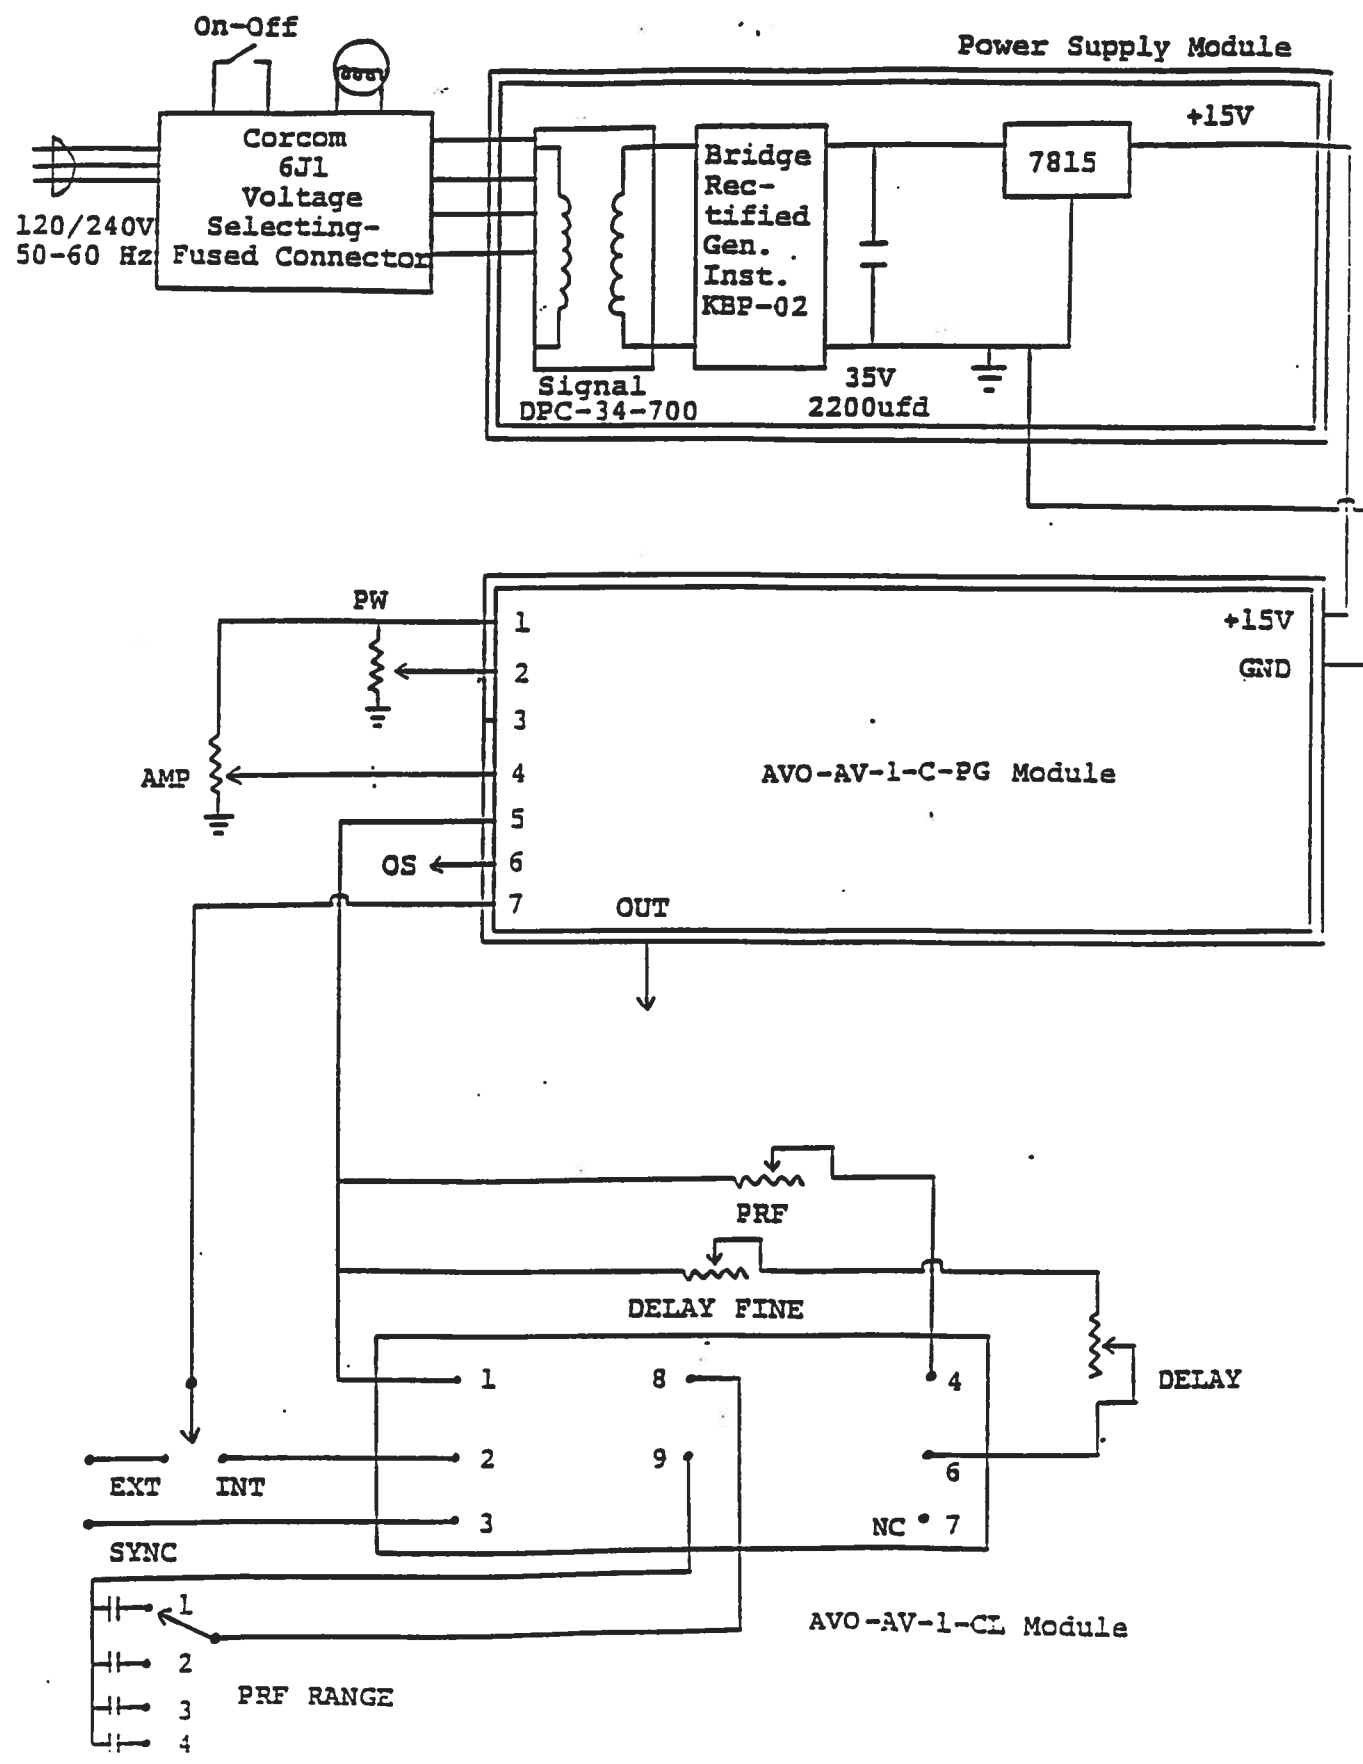 On-Off
Power Supply Module
Corcom
6J1
Voltage
Selecting-
Fused Connector
120/240V
50-60 Hz
Bridge
Rec-
tified
Gen.
Inst.
KBP-02
7815
+15V
Signal
DPC-34-700
35V
2200ufd
PW
AMP
OS
1
2
3
4
5
6
7
OUT
+15V
GND
AVO-AV-1-C-PG Module
PRF
DELAY FINE
DELAY
1
2
3
8
9
4
6
NC 7
EXT INT
SYNC
AVO-AV-1-CL Module
1
2
3
4
PRF RANGE